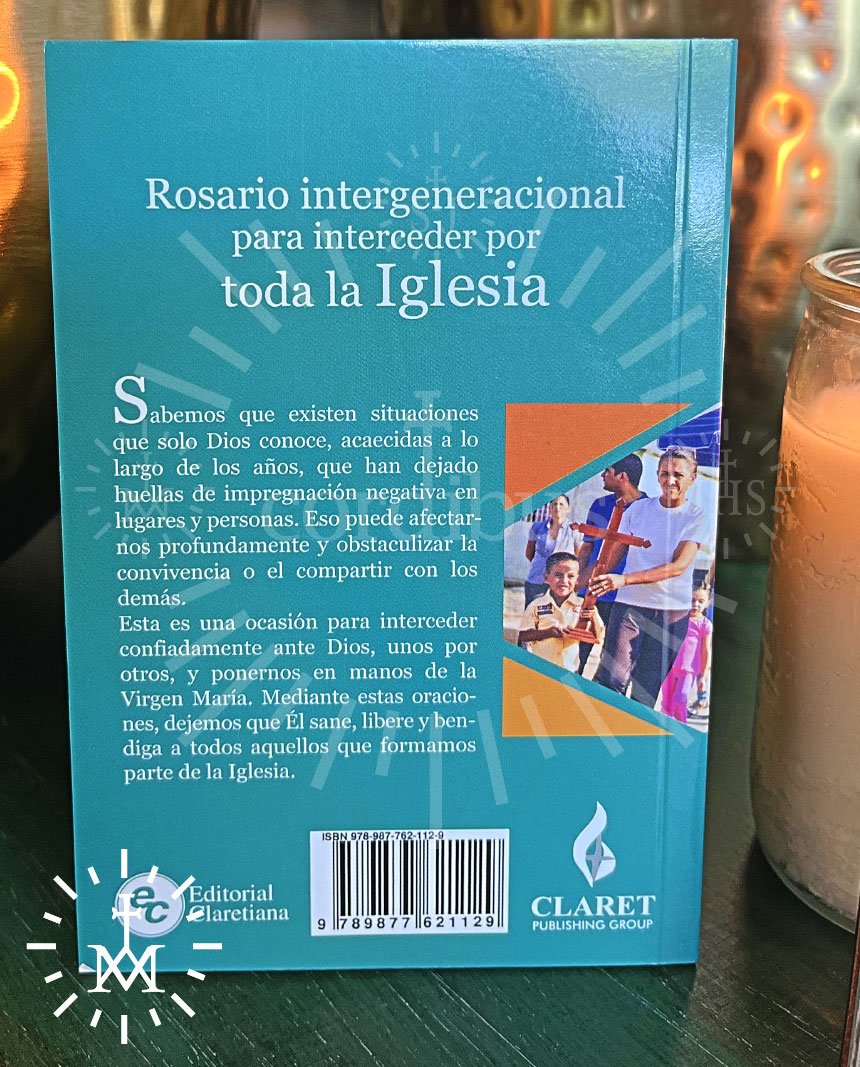 Rosario intergeneracional
para interceder por
toda la Iglesia
Sabemos que existen situaciones
que solo Dios conoce, acaecidas a lo
largo de los años, que han dejado
huellas de impregnación negativa en
lugares y personas. Eso puede afectar-
nos profundamente y obstaculizar la
convivencia o el compartir con los
demás.
Esta es una ocasión para interceder
confiadamente ante Dios, unos por
otros, y ponernos en manos de la
Virgen María. Mediante estas oracio-
nes, dejemos que Él sane, libere y ben-
diga a todos aquellos que formamos
parte de la Iglesia.
ISBN 978-987-762-112-9
9 789877 621129
ec
Editorial
Claretiana
CLARET
PUBLISHING GROUP